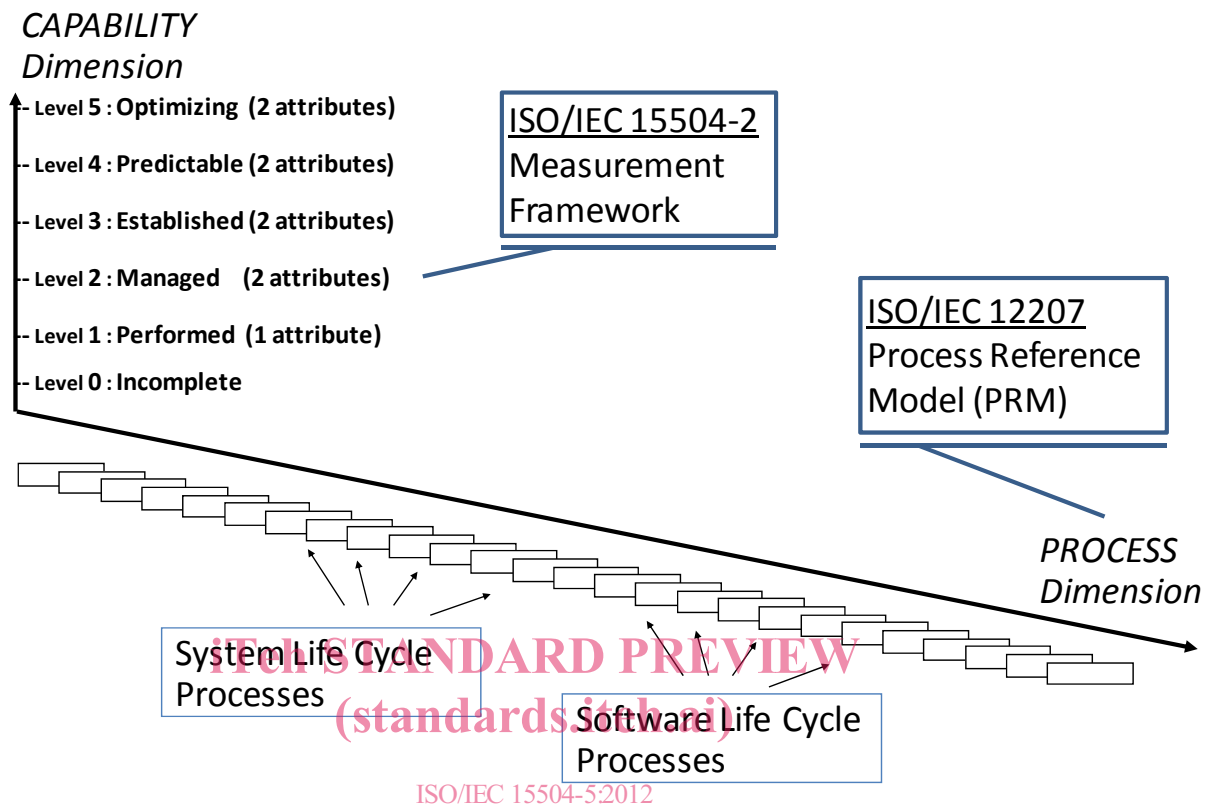 CAPABILITY
Dimension
-- Level 5 : Optimizing (2 attributes)
-- Level 4 : Predictable (2 attributes)
-- Level 3 : Established (2 attributes)
-- Level 2 : Managed (2 attributes)
-- Level 1 : Performed (1 attribute)
-- Level 0 : Incomplete
ISO/IEC 15504-2
Measurement
Framework
ISO/IEC 12207
Process Reference
Model (PRM)
PROCESS
Dimension
System Life Cycle
Processes
iTeh STANDARD PREVIEW
(standards.iteh.ai)
Software Life Cycle
Processes
ISO/IEC 15504-5:2012